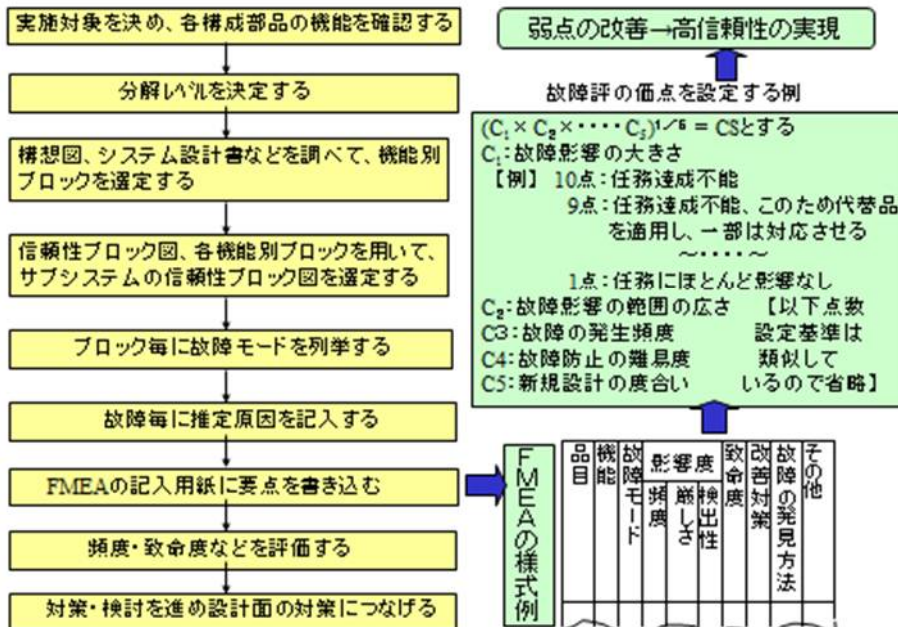 実施対象を決め、各構成部品の機能を確認する
分解レベルを決定する
構想図、システム設計書などを調べて、機能別
ブロックを選定する
信頼性ブロック図、各機能別ブロックを用いて、
サブシステムの信頼性ブロック図を選定する
ブロック毎に故障モードを列挙する
故障毎に推定原因を記入する
FMEAの記入用紙に要点を書き込む
頻度・致命度などを評価する
対策・検討を進め設計面の対策につなげる
弱点の改善→高信頼性の実現
故障評の価点を設定する例
(C₁×C₂×・・・・C₅)¹/⁵ = CSとする
C₁:故障影響の大きさ
【例】 10点:任務達成不能
9点:任務達成不能、このため代替品
を適用し、一部は対応させる
~・・・・~
1点:任務にほとんど影響なし
C₂:故障影響の範囲の広さ 【以下点数
C3:故障の発生頻度 設定基準は
C4:故障防止の難易度 類似して
C5:新規設計の度合い いるので省略】
FMEAの様式例
品目
機能
故障モード
影響度
頻度
厳しさ
検出性
致命度
改善対策
故障の発見方法
その他